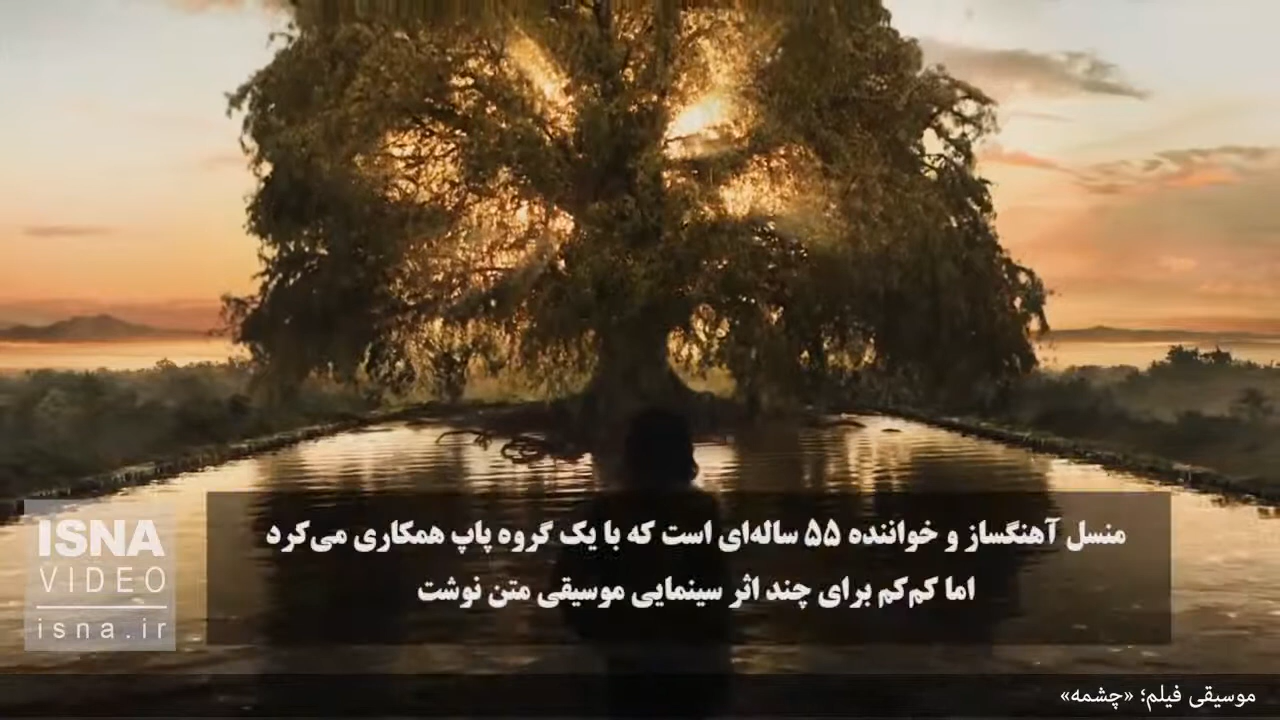 منسل آهنگساز و خواننده ۵۵ ساله‌ای است که با یک گروه پاپ همکاری می‌کرد
اما کم‌کم برای چند اثر سینمایی موسیقی متن نوشت
ISNA
VIDEO
isna.ir
موسیقی فیلم؛ «چشمه»